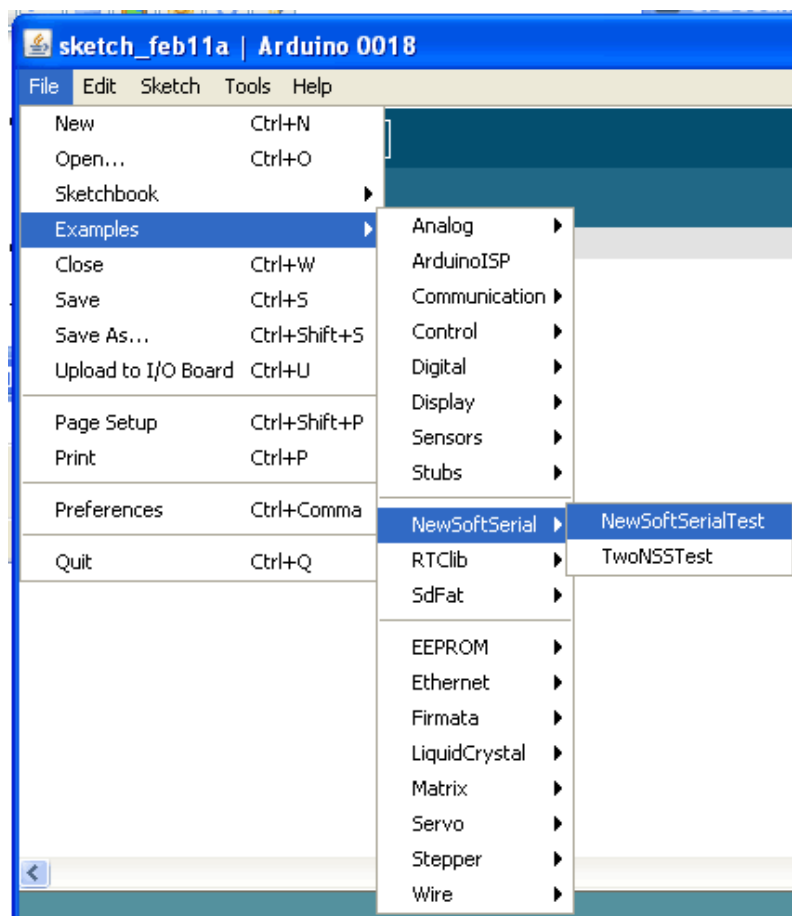 sketch_feb11a | Arduino 0018
File Edit Sketch Tools Help
New Ctrl+N
Open... Ctrl+O
Sketchbook
Examples
Close Ctrl+W
Save Ctrl+S
Save As... Ctrl+Shift+S
Upload to I/O Board Ctrl+U
Page Setup Ctrl+Shift+P
Print Ctrl+P
Preferences Ctrl+Comma
Quit Ctrl+Q
Analog
ArduinoISP
Communication
Control
Digital
Display
Sensors
Stubs
NewSoftSerial
RTClib
SdFat
EEPROM
Ethernet
Firmata
LiquidCrystal
Matrix
Servo
Stepper
Wire
NewSoftSerialTest
TwoNSSTest